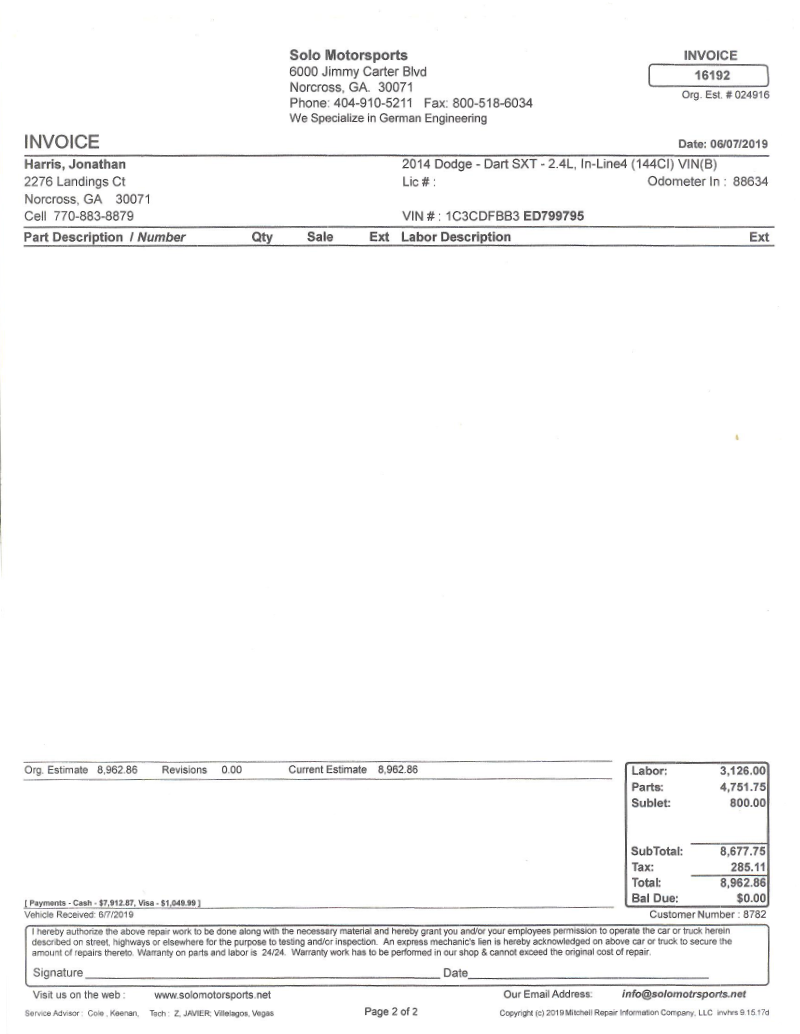 Solo Motorsports
6000 Jimmy Carter Blvd
Norcross, GA. 30071
Phone: 404-910-5211 Fax: 800-518-6034
We Specialize in German Engineering
INVOICE
16192
Org. Est. # 024916
INVOICE
Date: 06/07/2019
Harris, Jonathan
2276 Landings Ct
Norcross, GA 30071
Cell 770-883-8879
2014 Dodge - Dart SXT - 2.4L, In-Line4 (144CI) VIN(B)
Lic # : Odometer In : 88634
VIN # : 1C3CDFBB3 ED799795
Part Description / Number Qty Sale Ext Labor Description Ext
Org. Estimate 8,962.86 Revisions 0.00 Current Estimate 8,962.86
Labor: 3,126.00
Parts: 4,751.75
Sublet: 800.00
SubTotal: 8,677.75
Tax: 285.11
Total: 8,962.86
Bal Due: $0.00
[ Payments - Cash - $7,912.87, Visa - $1,049.99 ]
Vehicle Received: 6/7/2019
Customer Number : 8782
I hereby authorize the above repair work to be done along with the necessary material and hereby grant you and/or your employees permission to operate the car or truck herein
described on street, highways or elsewhere for the purpose to testing and/or inspection. An express mechanic's lien is hereby acknowledged on above car or truck to secure the
amount of repairs thereto. Warranty on parts and labor is 24/24. Warranty work has to be performed in our shop & cannot exceed the original cost of repair.
Signature Date
Visit us on the web : www.solomotorsports.net Our Email Address: info@solomotrsports.net
Service Advisor : Cole , Keenan, Tech : Z, JAVIER; Villelagos, Vegas Page 2 of 2 Copyright (c) 2019 Mitchell Repair Information Company, LLC invhrs 9.15.17d